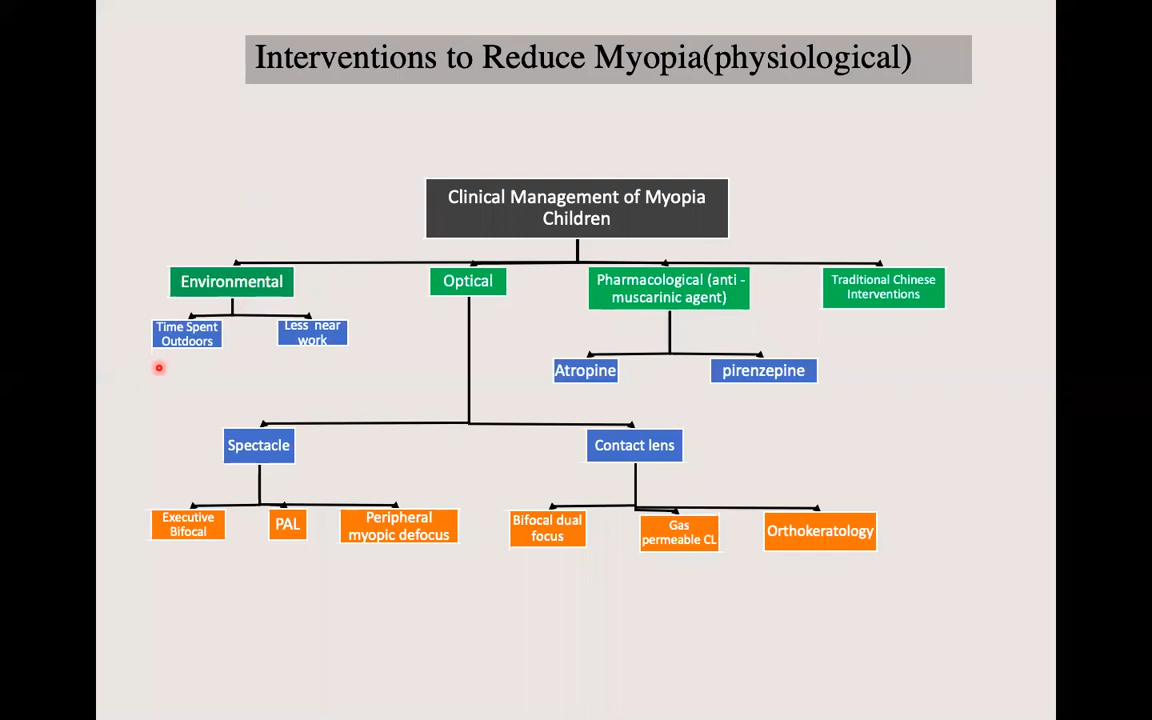 Interventions to Reduce Myopia(physiological)
Clinical Management of Myopia
Children
Environmental
Optical
Pharmacological (anti -
muscarinic agent)
Traditional Chinese
Interventions
Time Spent
Outdoors
Less near
work
Atropine
pirenzepine
Spectacle
Contact lens
Executive
Bifocal
PAL
Peripheral
myopic defocus
Bifocal dual
focus
Gas
permeable CL
Orthokeratology